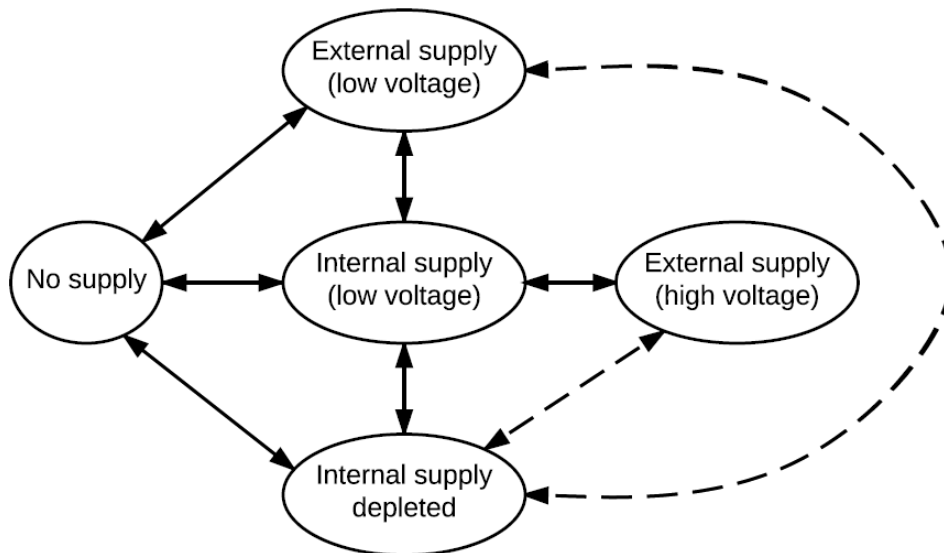 External supply
(low voltage)
No supply
Internal supply
(low voltage)
External supply
(high voltage)
Internal supply
depleted